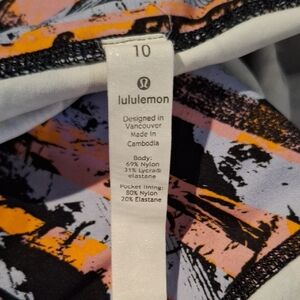 10
lululemon
Designed in
Vancouver
Made in
Cambodia
Body:
69% Nylon
31% Lycra®
elastane
Pocket lining:
80% Nylon
20% Elastane